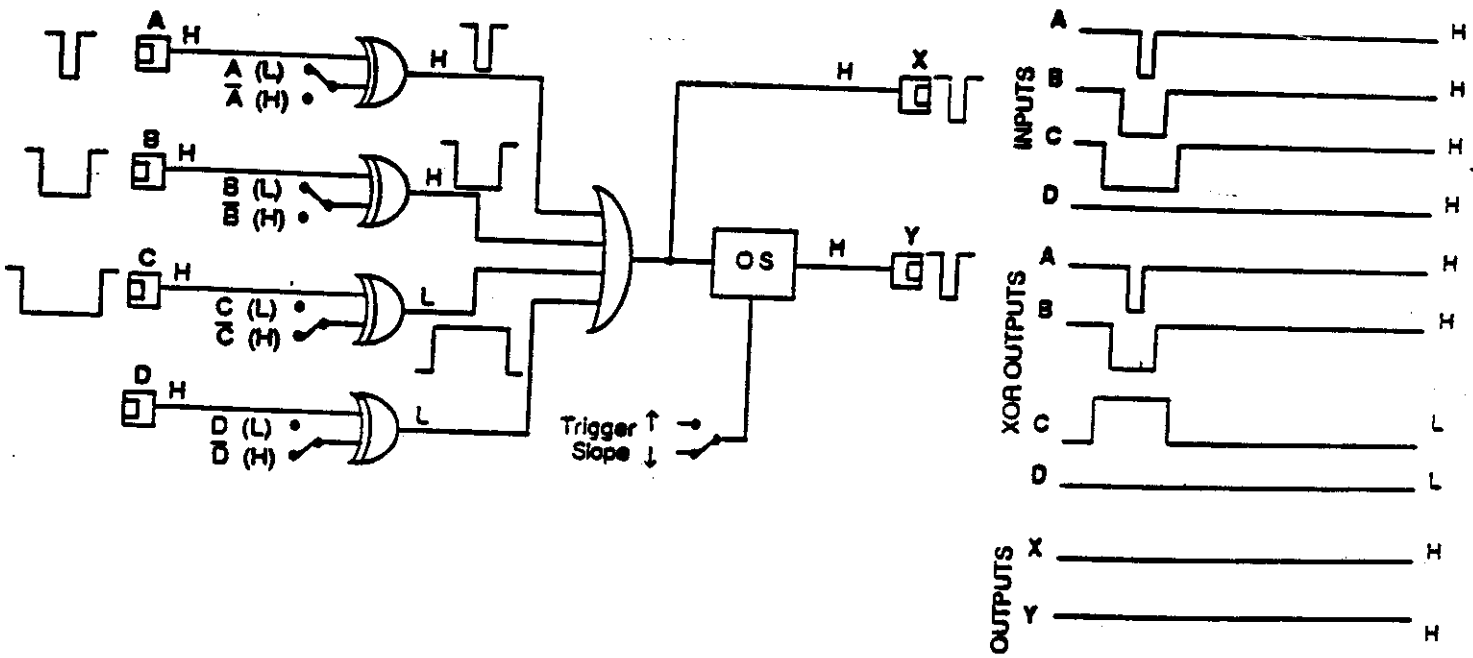 A
H
A (L)
A̅ (H)
H
B
H
B (L)
B̅ (H)
H
C
H
C (L)
C̅ (H)
L
D
H
D (L)
D̅ (H)
L
H
X
OS
H
Y
Trigger ↑
Slope ↓
INPUTS
A
H
B
H
C
H
D
H
XOR OUTPUTS
A
H
B
H
C
L
D
L
OUTPUTS
X
H
Y
H